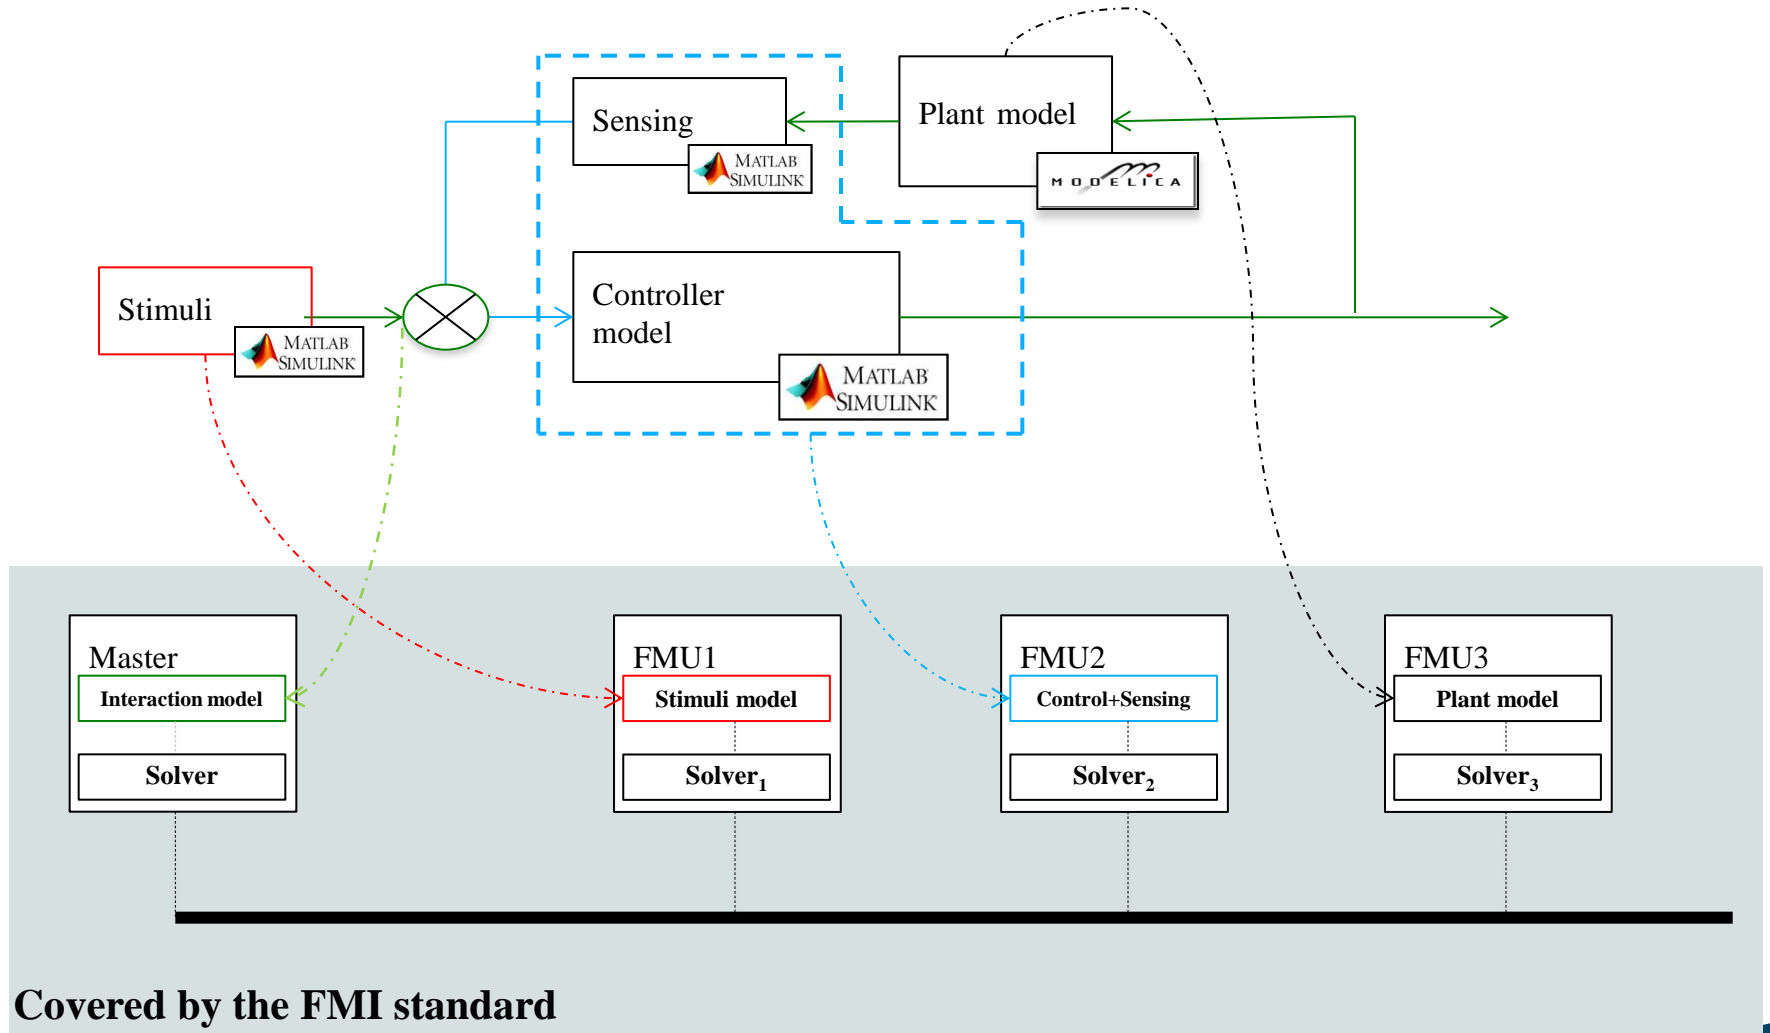 Sensing
MATLAB
SIMULINK
Plant model
MODELICA
Stimuli
MATLAB
SIMULINK
Controller
model
MATLAB
SIMULINK
Master
Interaction model
Solver
FMU1
Stimuli model
Solver1
FMU2
Control+Sensing
Solver2
FMU3
Plant model
Solver3
Covered by the FMI standard